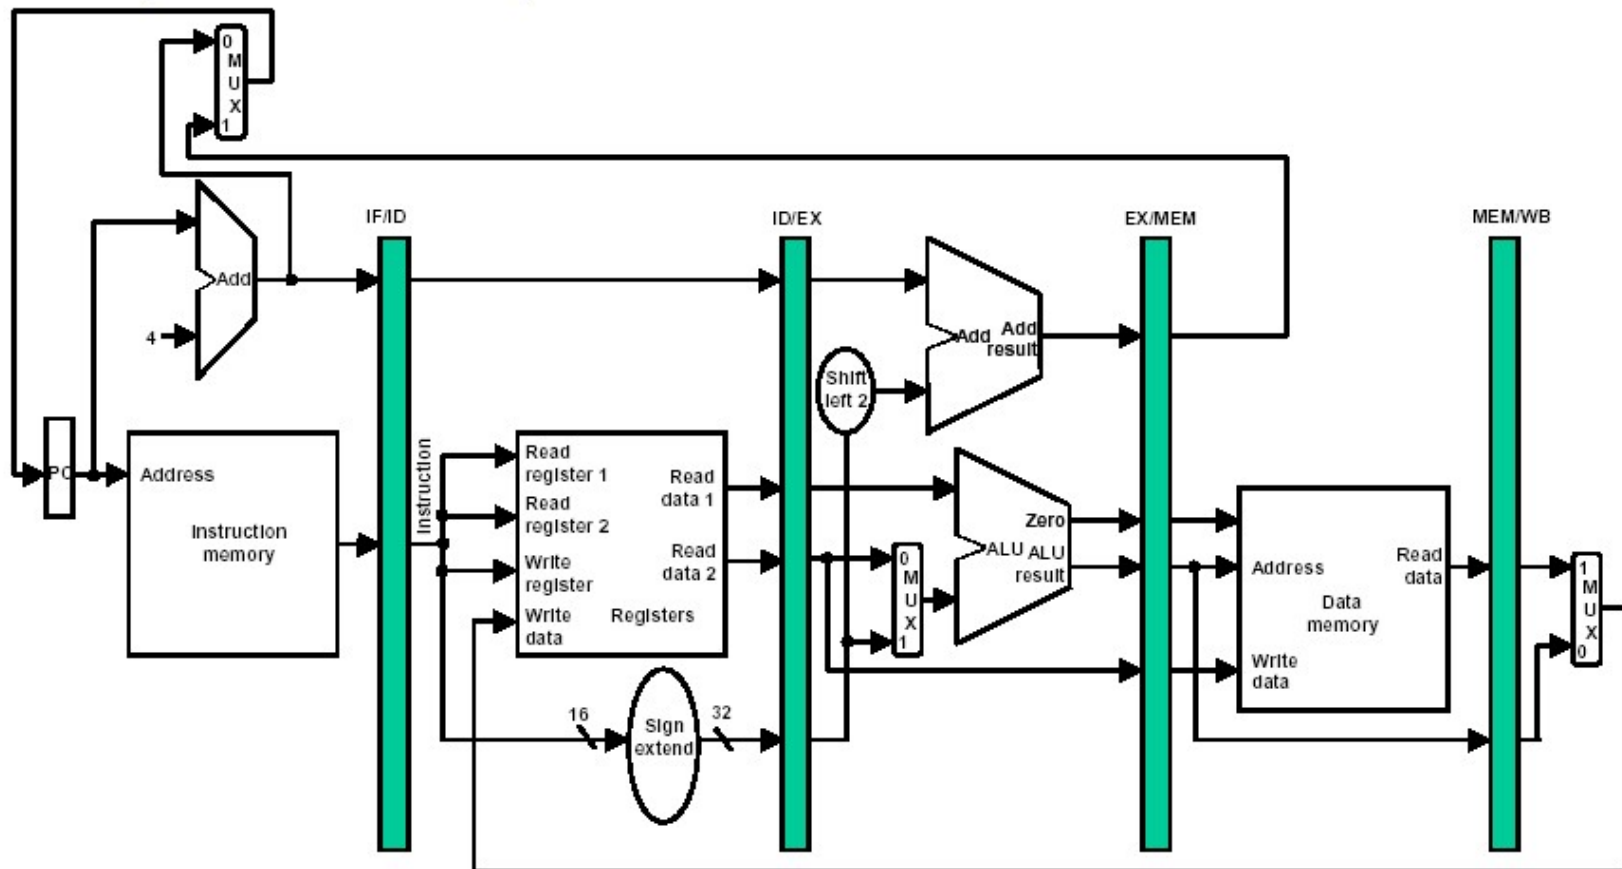 0
M
U
X
1
IF/ID
ID/EX
EX/MEM
MEM/WB
Add
4
Add
Add
result
Shift
left 2
PC
Address
Instruction
memory
Instruction
Read
register 1
Read
register 2
Write
register
Write
data
Registers
Read
data 1
Read
data 2
16
Sign
extend
32
0
M
U
X
1
Zero
ALU
ALU
result
Address
Read
data
Data
memory
Write
data
1
M
U
X
0